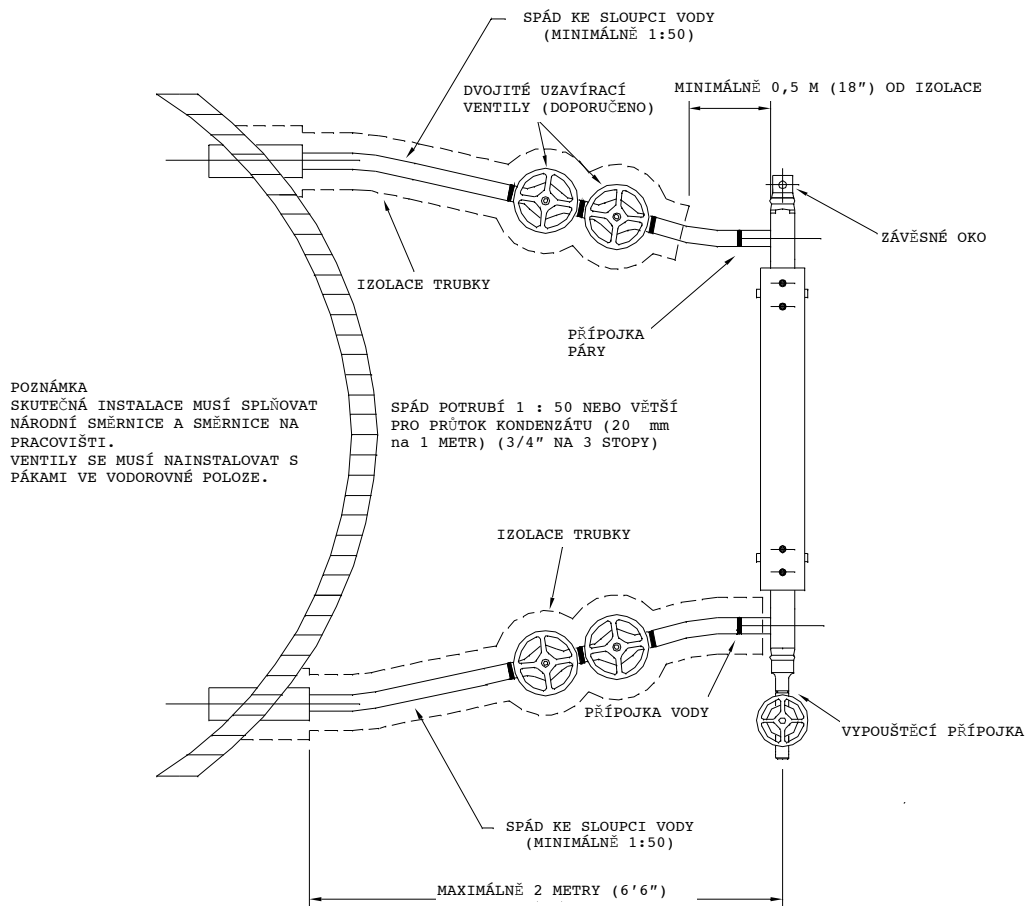 SPÁD KE SLOUPCI VODY
(MINIMÁLNĚ 1:50)
DVOJITÉ UZAVÍRACÍ
VENTILY (DOPORUČENO)
MINIMÁLNĚ 0,5 M (18") OD IZOLACE
ZÁVĚSNÉ OKO
IZOLACE TRUBKY
PŘÍPOJKA
PÁRY
POZNÁMKA
SKUTEČNÁ INSTALACE MUSÍ SPLŇOVAT
NÁRODNÍ SMĚRNICE A SMĚRNICE NA
PRACOVIŠTI.
VENTILY SE MUSÍ NAINSTALOVAT S
PÁKAMI VE VODOROVNÉ POLOZE.
SPÁD POTRUBÍ 1 : 50 NEBO VĚTŠÍ
PRO PRŮTOK KONDENZÁTU (20 mm
na 1 METR) (3/4" NA 3 STOPY)
IZOLACE TRUBKY
PŘÍPOJKA VODY
VYPOUŠTĚCÍ PŘÍPOJKA
SPÁD KE SLOUPCI VODY
(MINIMÁLNĚ 1:50)
MAXIMÁLNĚ 2 METRY (6'6")